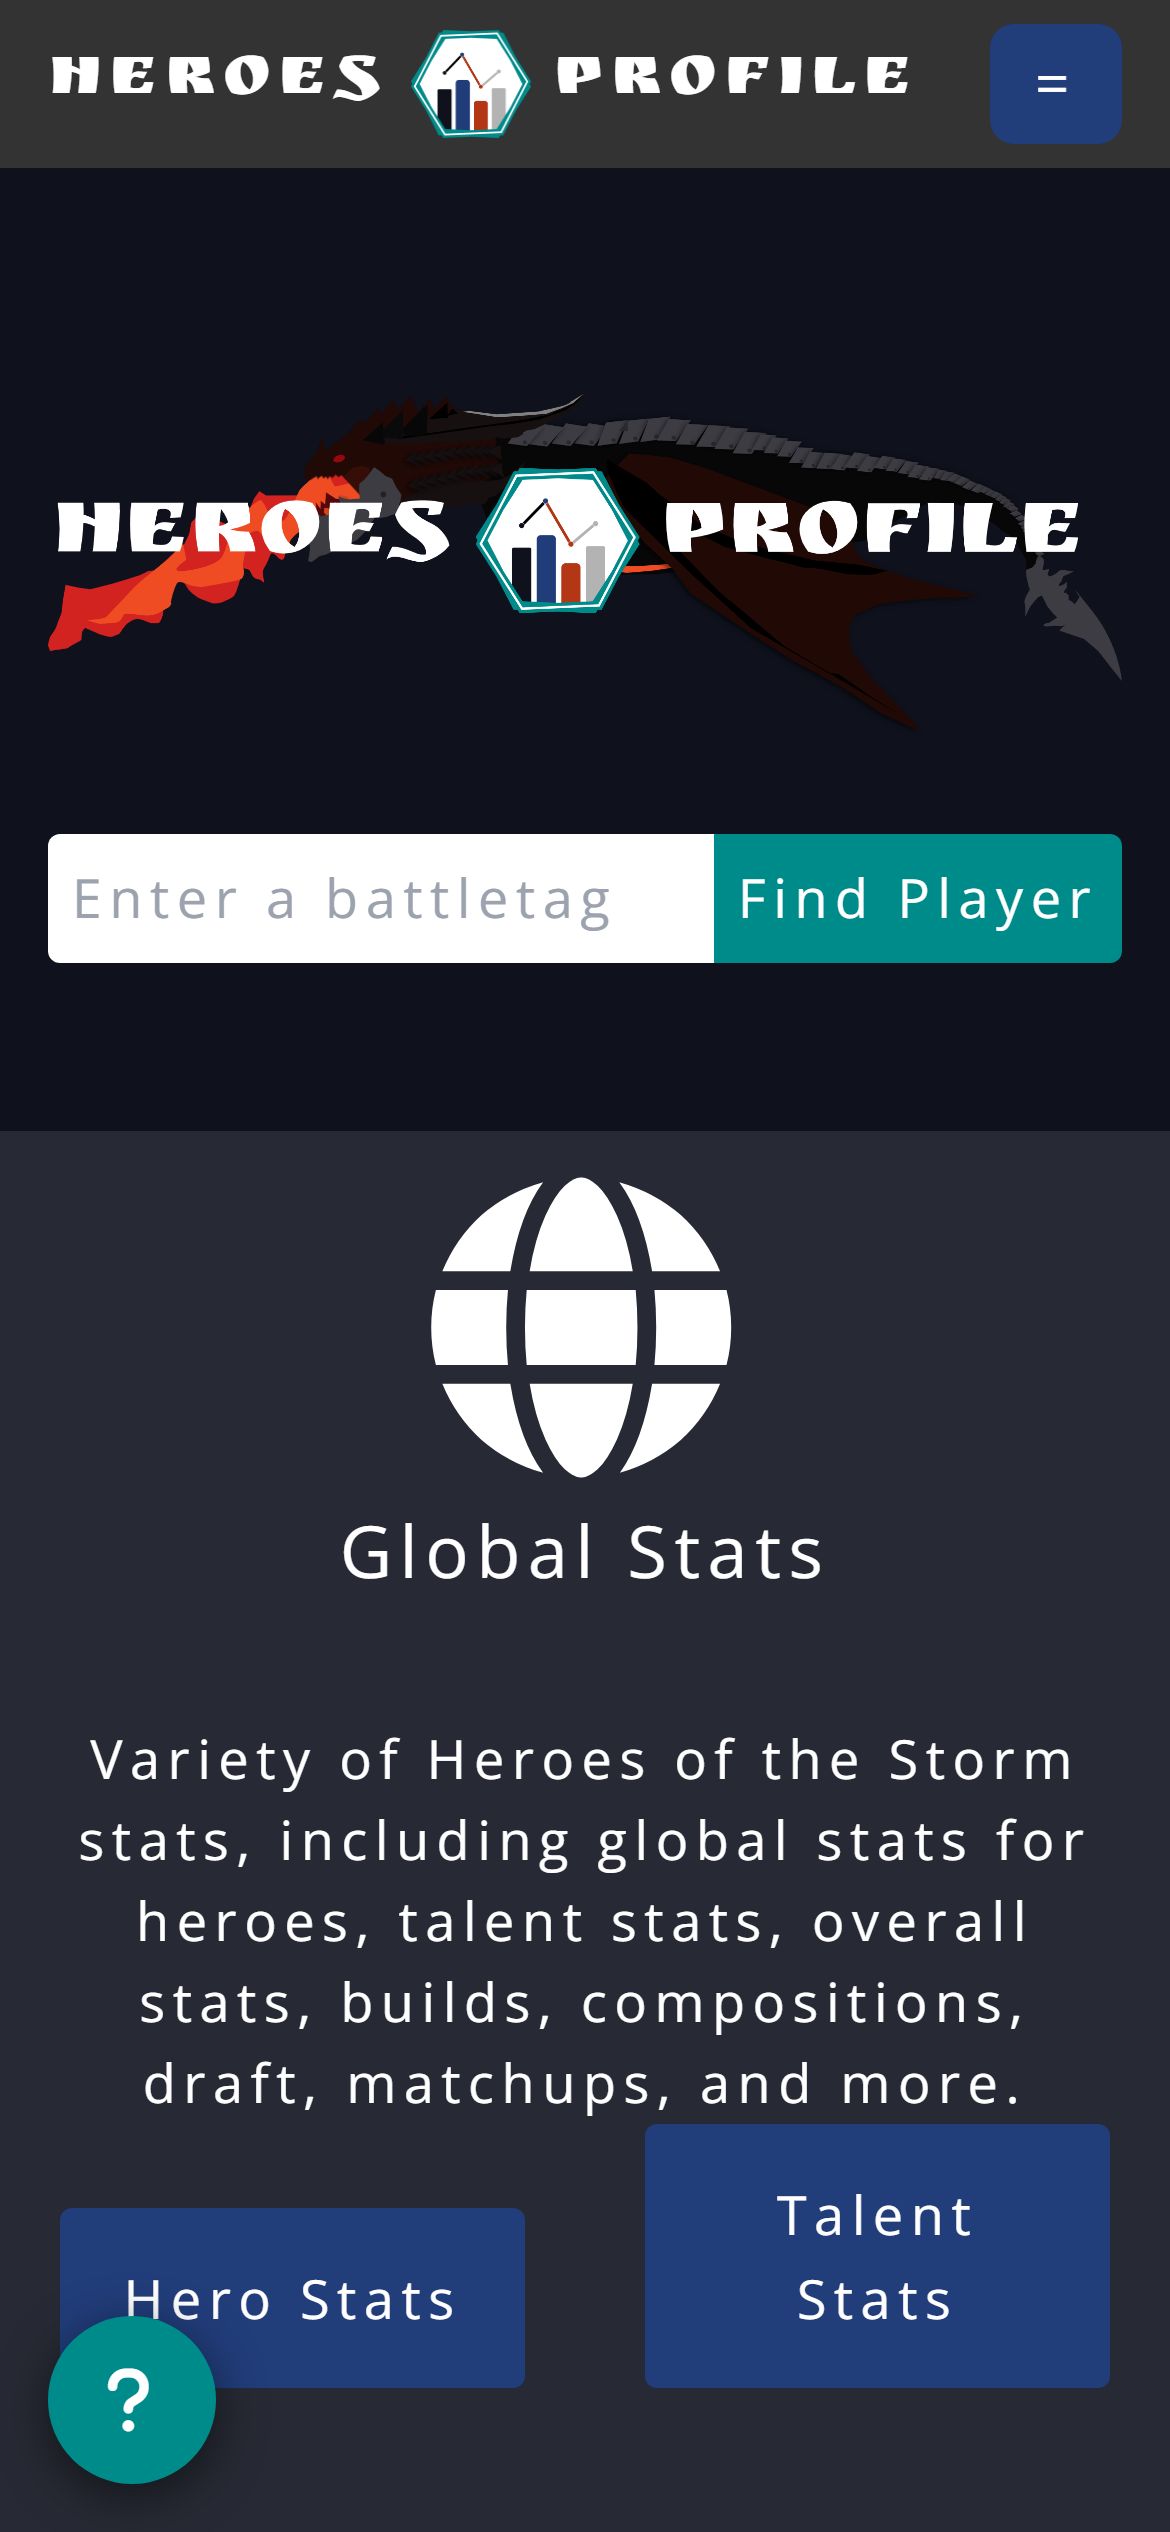 HEROES PROFILE
=
HEROES PROFILE
Enter a battletag
Find Player
Global Stats
Variety of Heroes of the Storm
stats, including global stats for
heroes, talent stats, overall
stats, builds, compositions,
draft, matchups, and more.
Hero Stats
Talent
Stats
?